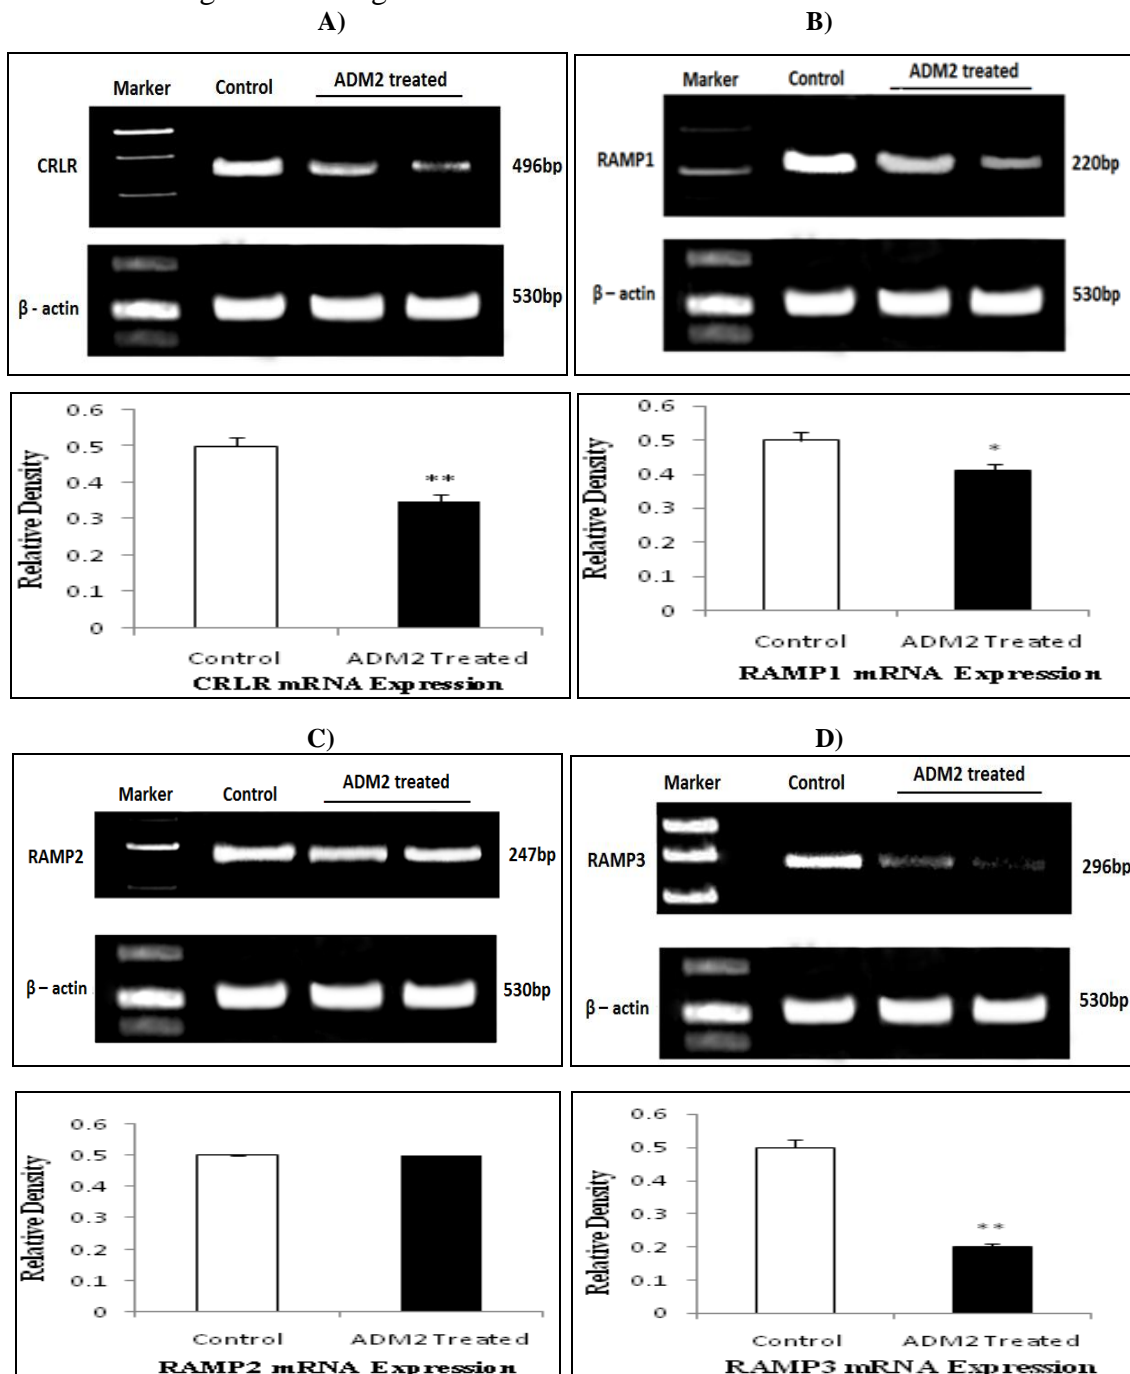 A)
B)
Marker Control ADM2 treated
CRLR 496bp
β - actin 530bp
Marker Control ADM2 treated
RAMP1 220bp
β – actin 530bp
0.6
0.5
0.4
0.3
0.2
0.1
0
Relative Density
**
Control ADM2 Treated
CRLR mRNA Expression
0.6
0.5
0.4
0.3
0.2
0.1
0
Relative Density
*
Control ADM2 Treated
RAMP1 mRNA Expression
C)
D)
Marker Control ADM2 treated
RAMP2 247bp
β – actin 530bp
Marker Control ADM2 treated
RAMP3 296bp
β – actin 530bp
0.6
0.5
0.4
0.3
0.2
0.1
0
Relative Density
Control ADM2 Treated
RAMP2 mRNA Expression
0.6
0.5
0.4
0.3
0.2
0.1
0
Relative Density
**
Control ADM2 Treated
RAMP3 mRNA Expression